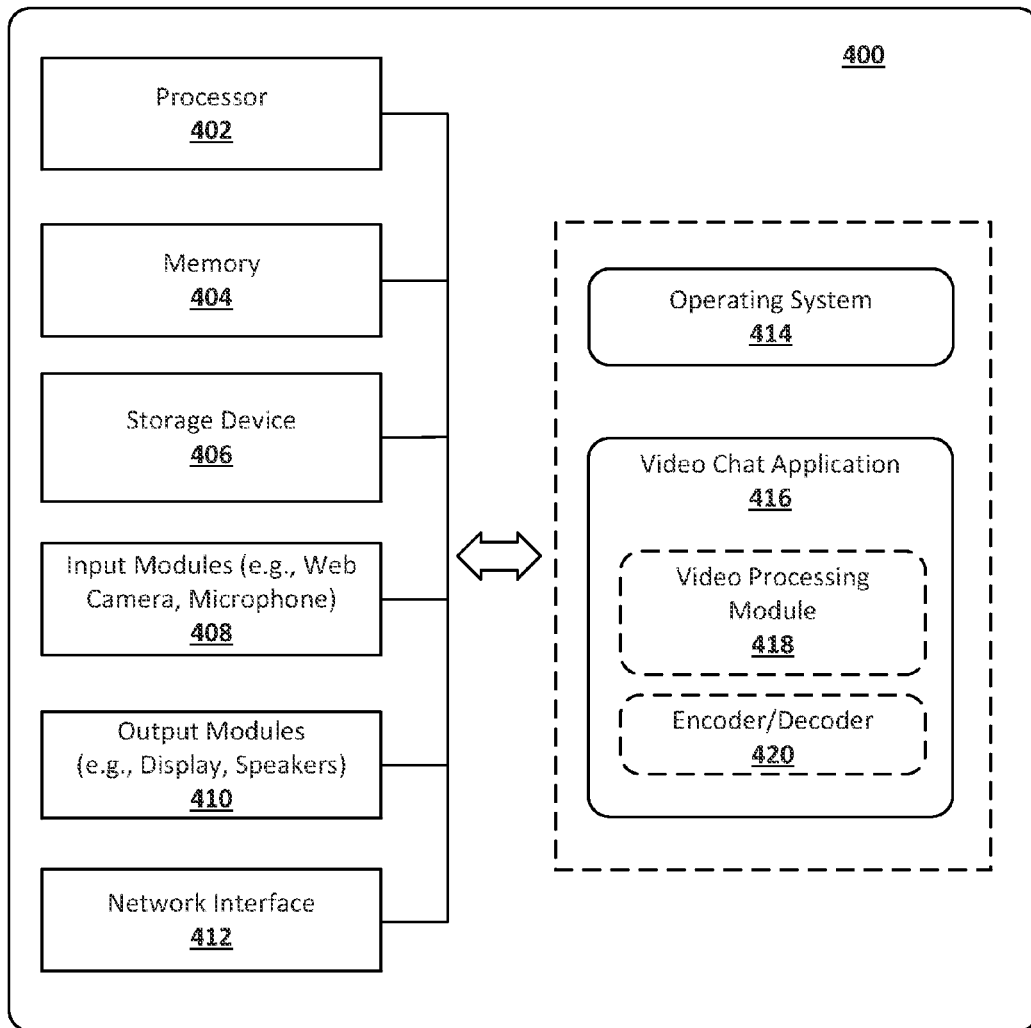 400
Processor
402
Memory
404
Storage Device
406
Input Modules (e.g., Web
Camera, Microphone)
408
Output Modules
(e.g., Display, Speakers)
410
Network Interface
412
Operating System
414
Video Chat Application
416
Video Processing
Module
418
Encoder/Decoder
420